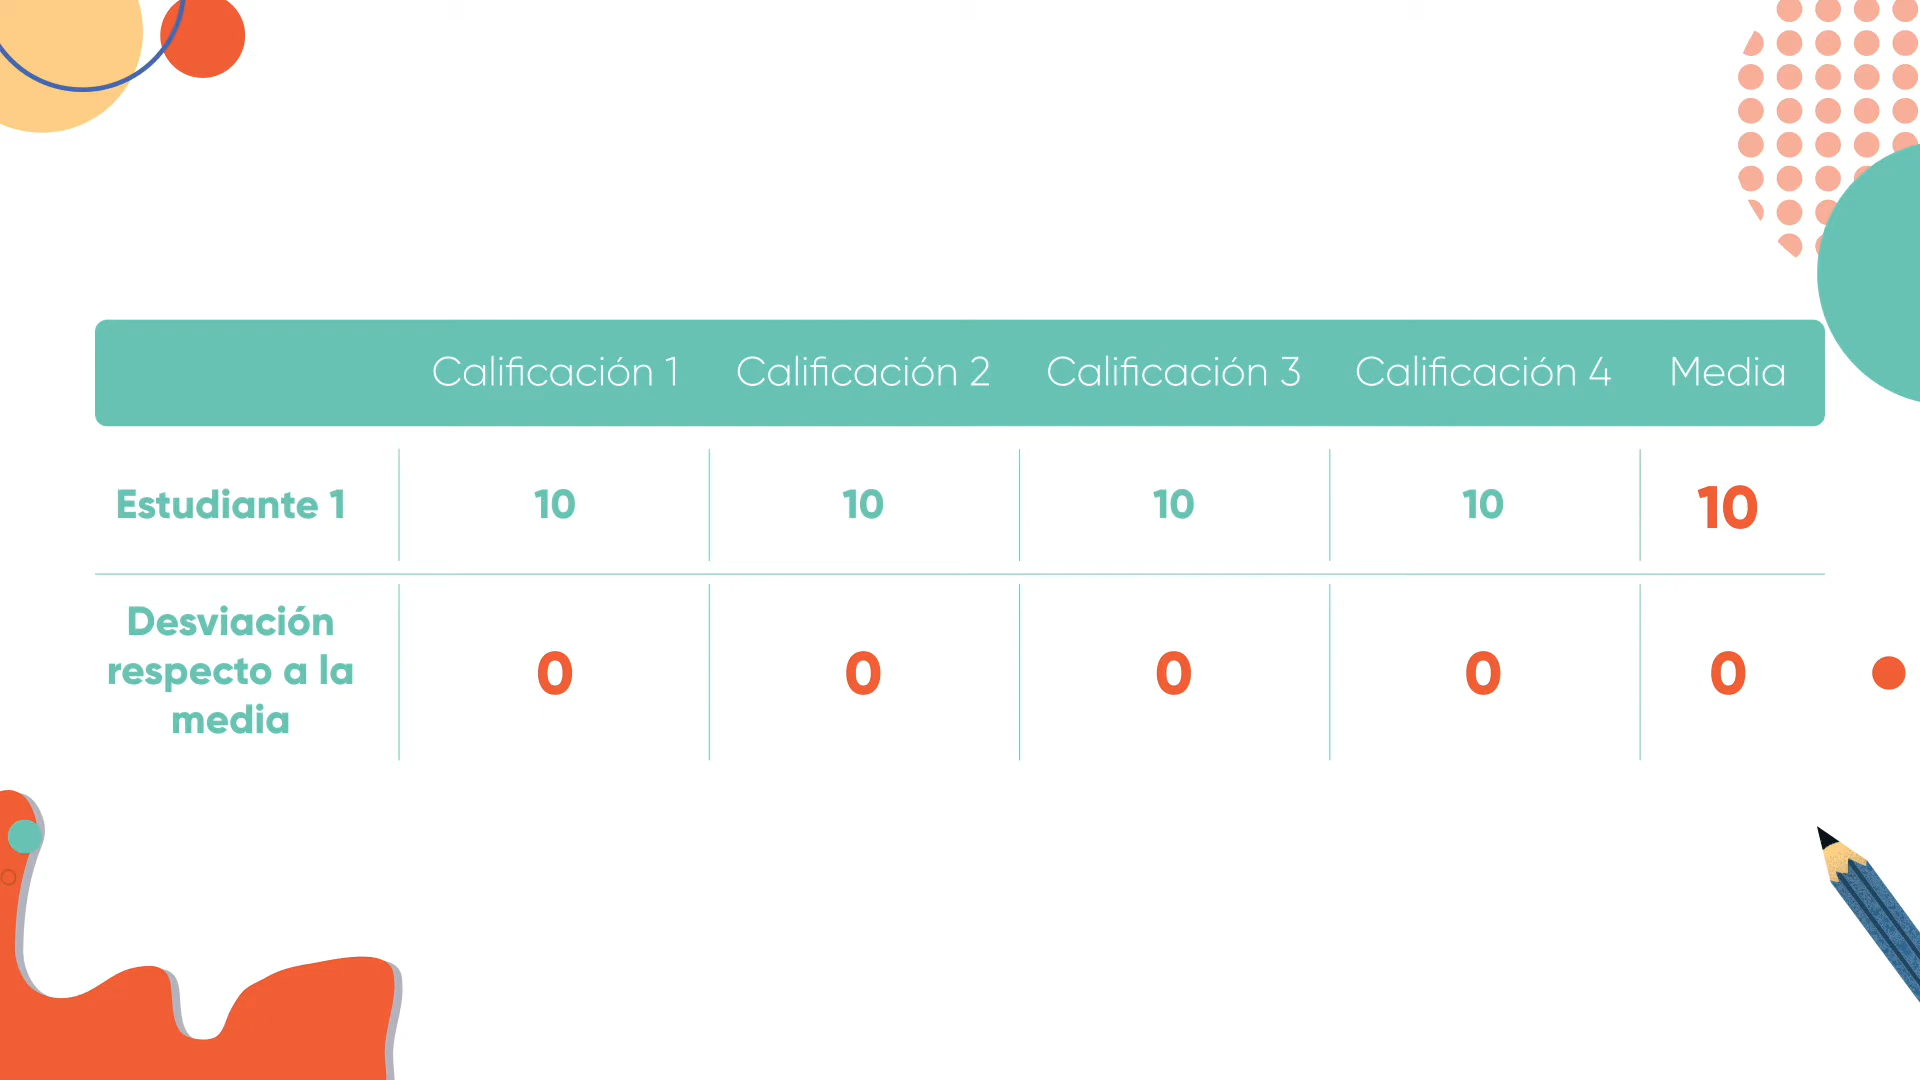 Calificación 1 Calificación 2 Calificación 3 Calificación 4 Media
Estudiante 1 10 10 10 10 10
Desviación
respecto a la
media
0 0 0 0 0